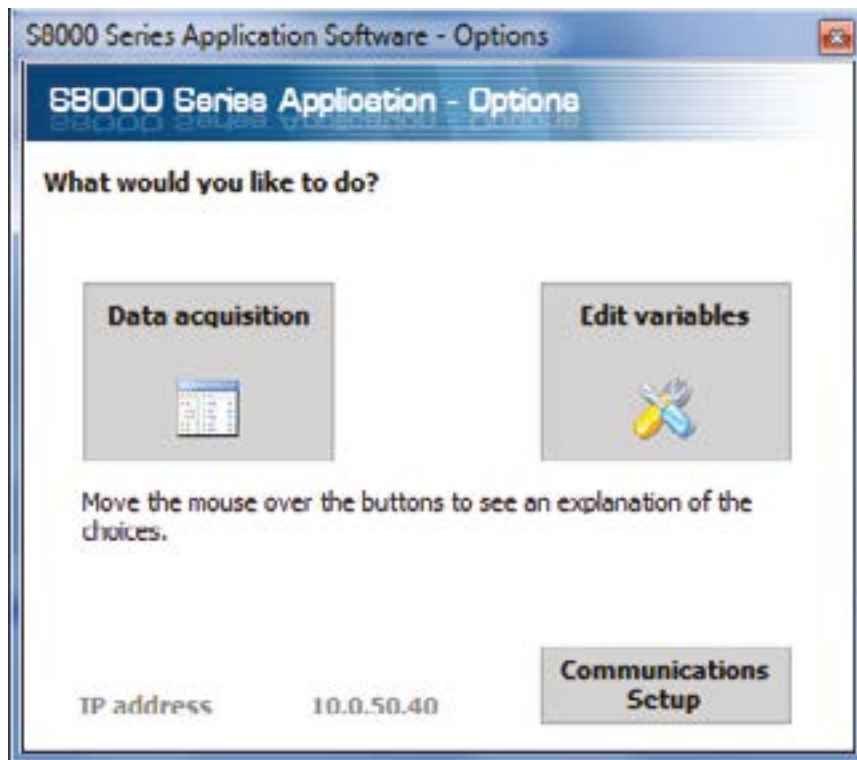 S8000 Series Application Software - Options
S8000 Series Application - Options
What would you like to do?
Data acquisition
Edit variables
Move the mouse over the buttons to see an explanation of the
choices.
Communications
Setup
IP address 10.0.50.40